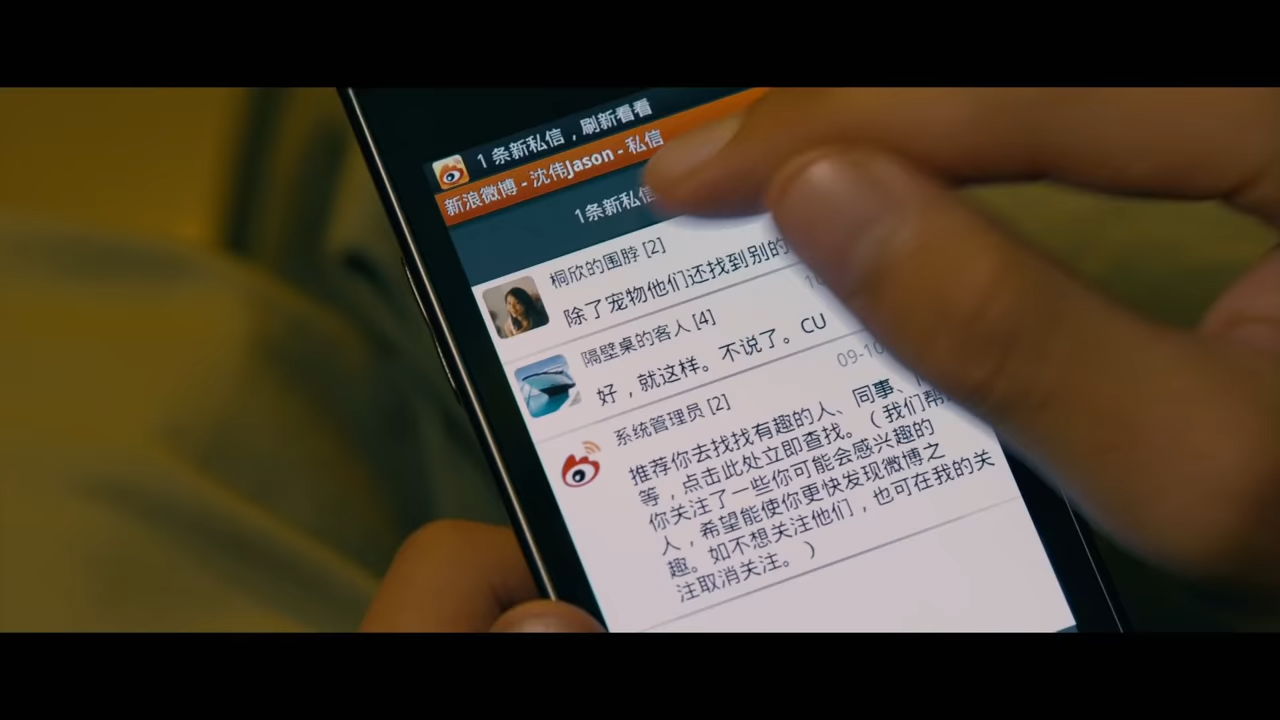 1 条新私信，刷新看看
新浪微博 - 沈伟Jason - 私信
1条新私信
桐欣的围脖 [2]
除了宠物他们还找到别的
10
隔壁桌的客人 [4]
好，就这样。不说了。CU
09-10
系统管理员 [2]
推荐你去找找有趣的人、同事、
等，点击此处立即查找。（我们帮
你关注了一些你可能会感兴趣的
人，希望能使你更快发现微博之
趣。如不想关注他们，也可在我的关
注取消关注。）